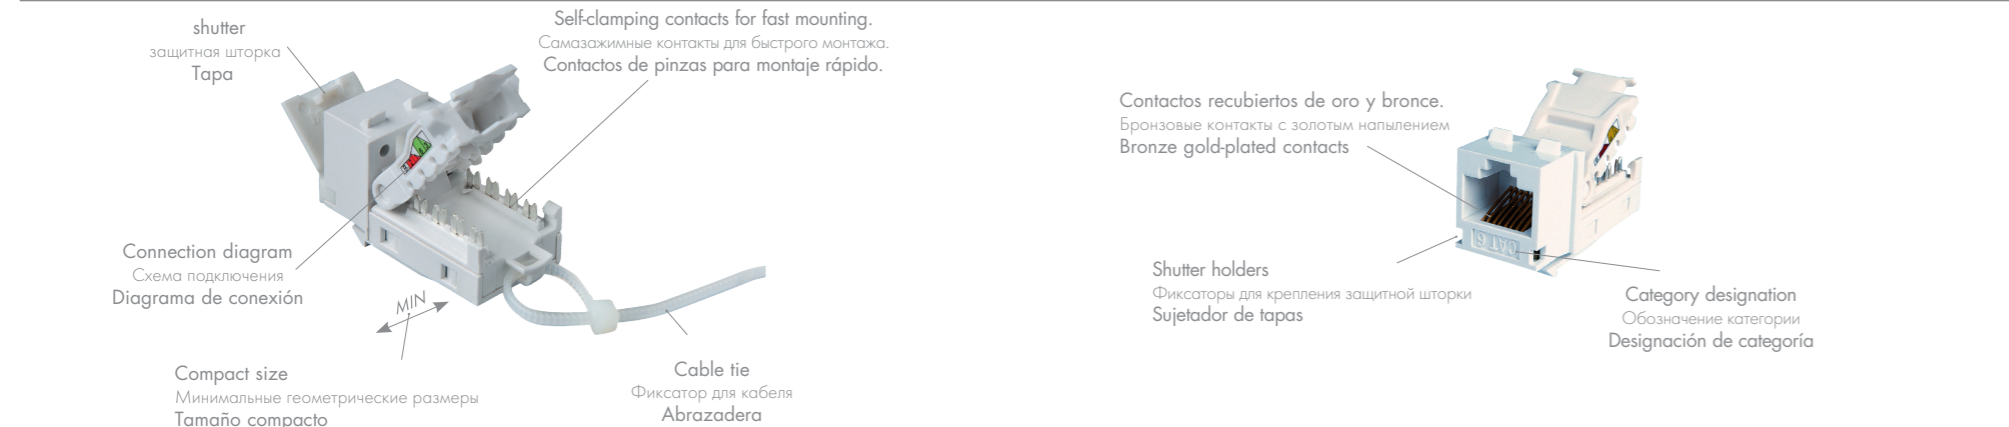 shutter
защитная шторка
Tapa
Self-clamping contacts for fast mounting.
Самазажимные контакты для быстрого монтажа.
Contactos de pinzas para montaje rápido.
Connection diagram
Схема подключения
Diagrama de conexión
MIN
Compact size
Минимальные геометрические размеры
Tamaño compacto
Cable tie
Фиксатор для кабеля
Abrazadera
Contactos recubiertos de oro y bronce.
Бронзовые контакты с золотым напылением
Bronze gold-plated contacts
CAT 6
Shutter holders
Фиксаторы для крепления защитной шторки
Sujetador de tapas
Category designation
Обозначение категории
Designación de categoría